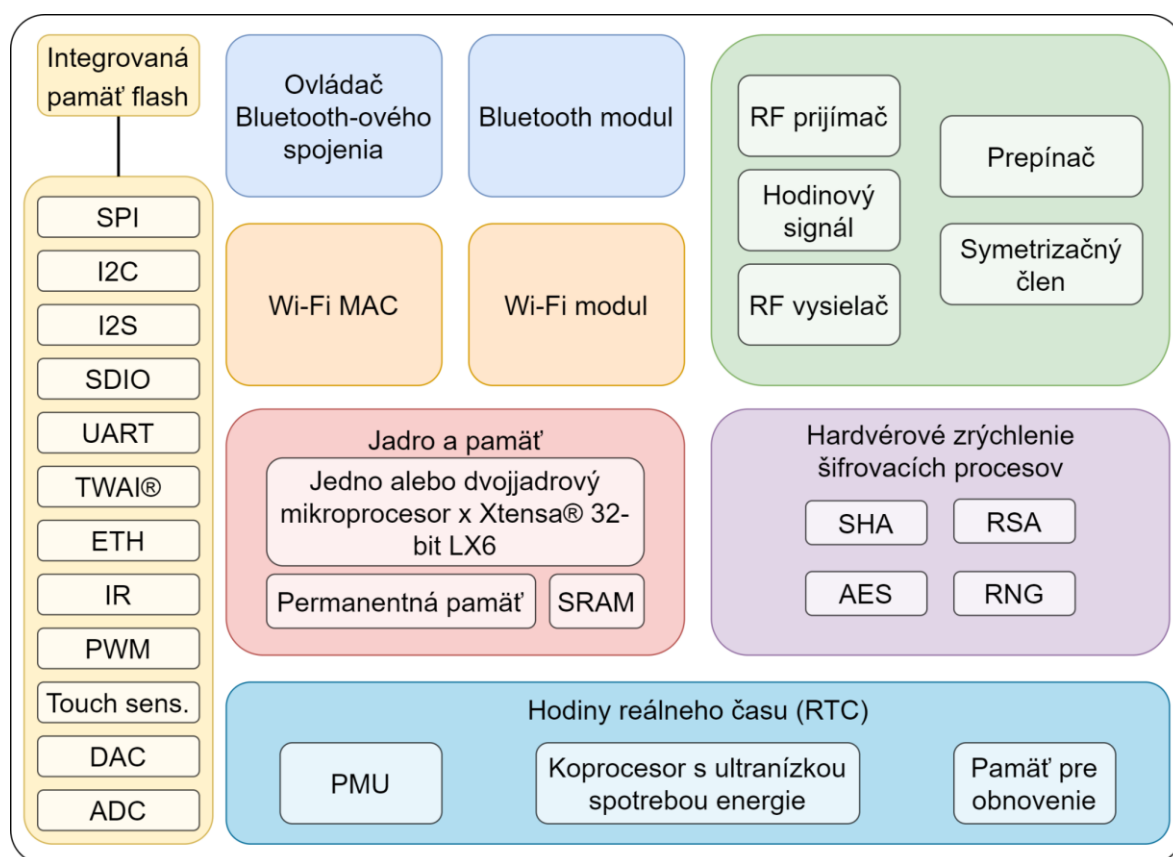 Integrovaná
pamäť flash
SPI
I2C
I2S
SDIO
UART
TWAI®
ETH
IR
PWM
Touch sens.
DAC
ADC
Ovládač
Bluetooth-ového
spojenia
Bluetooth modul
Wi-Fi MAC
Wi-Fi modul
RF prijímač
Hodinový
signál
RF vysielač
Prepínač
Symetrizačný
člen
Jadro a pamäť
Jedno alebo dvojjadrový
mikroprocesor x Xtensa® 32-
bit LX6
Permanentná pamäť
SRAM
Hardvérové zrýchlenie
šifrovacích procesov
SHA
RSA
AES
RNG
Hodiny reálneho času (RTC)
PMU
Koprocesor s ultranízkou
spotrebou energie
Pamäť pre
obnovenie